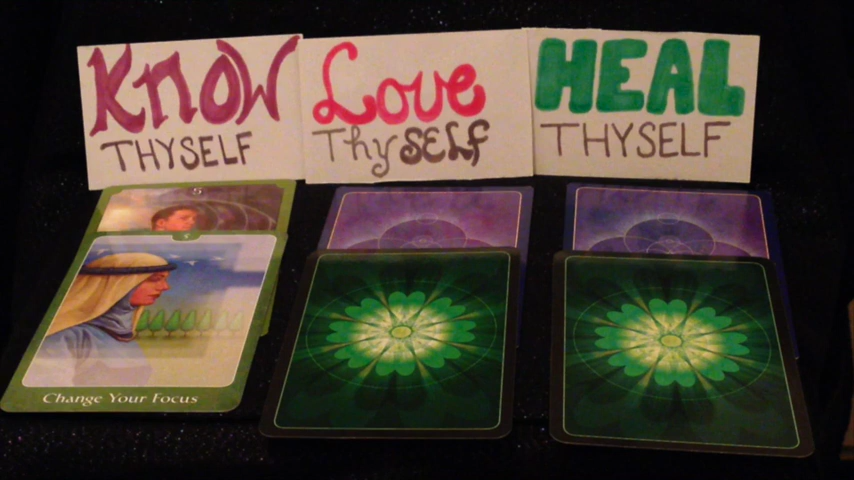 KNOW
THYSELF
Love
ThySELf
HEAL
THYSELF
Change Your Focus